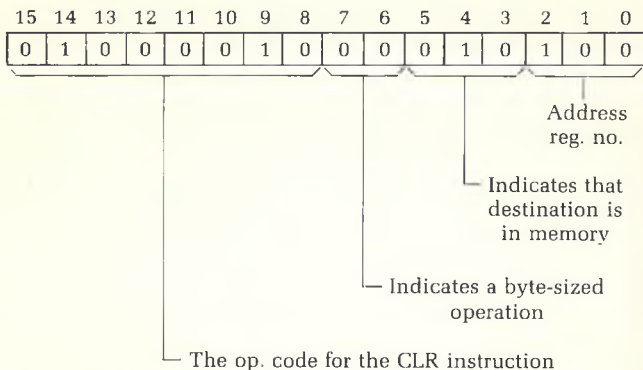 15 14 13 12 11 10 9 8 7 6 5 4 3 2 1 0
0 1 0 0 0 0 1 0 0 0 0 1 0 1 0 0
Address
reg. no.
Indicates that
destination is
in memory
Indicates a byte-sized
operation
The op. code for the CLR instruction